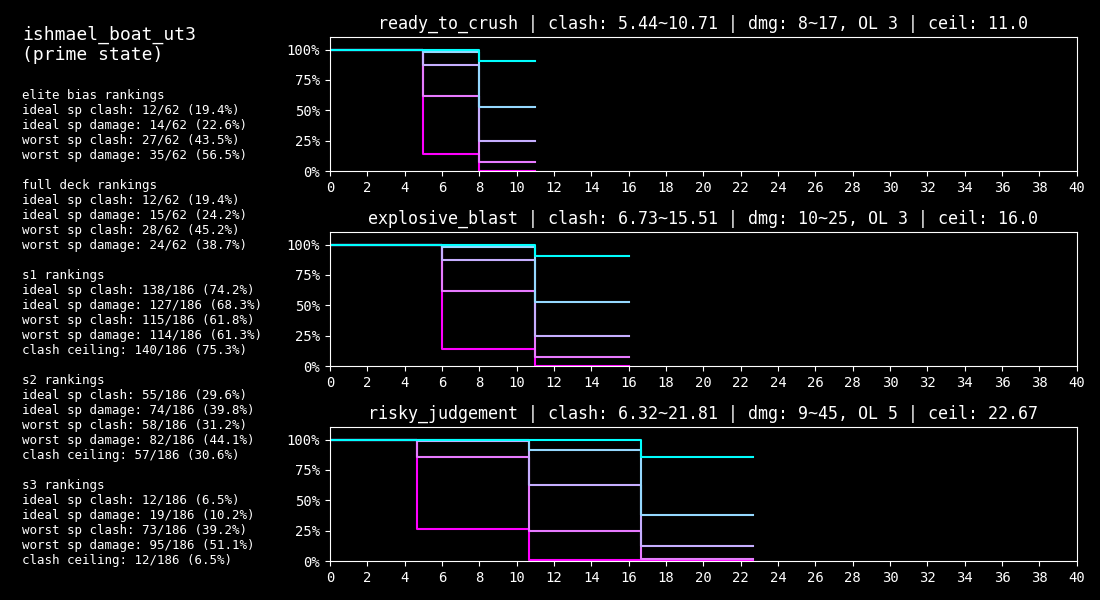 ishmael_boat_ut3
(prime state)
elite bias rankings
ideal sp clash: 12/62 (19.4%)
ideal sp damage: 14/62 (22.6%)
worst sp clash: 27/62 (43.5%)
worst sp damage: 35/62 (56.5%)
full deck rankings
ideal sp clash: 12/62 (19.4%)
ideal sp damage: 15/62 (24.2%)
worst sp clash: 28/62 (45.2%)
worst sp damage: 24/62 (38.7%)
s1 rankings
ideal sp clash: 138/186 (74.2%)
ideal sp damage: 127/186 (68.3%)
worst sp clash: 115/186 (61.8%)
worst sp damage: 114/186 (61.3%)
clash ceiling: 140/186 (75.3%)
s2 rankings
ideal sp clash: 55/186 (29.6%)
ideal sp damage: 74/186 (39.8%)
worst sp clash: 58/186 (31.2%)
worst sp damage: 82/186 (44.1%)
clash ceiling: 57/186 (30.6%)
s3 rankings
ideal sp clash: 12/186 (6.5%)
ideal sp damage: 19/186 (10.2%)
worst sp clash: 73/186 (39.2%)
worst sp damage: 95/186 (51.1%)
clash ceiling: 12/186 (6.5%)
ready_to_crush | clash: 5.44~10.71 | dmg: 8~17, OL 3 | ceil: 11.0
100%
75%
50%
25%
0%
0 2 4 6 8 10 12 14 16 18 20 22 24 26 28 30 32 34 36 38 40
explosive_blast | clash: 6.73~15.51 | dmg: 10~25, OL 3 | ceil: 16.0
100%
75%
50%
25%
0%
0 2 4 6 8 10 12 14 16 18 20 22 24 26 28 30 32 34 36 38 40
risky_judgement | clash: 6.32~21.81 | dmg: 9~45, OL 5 | ceil: 22.67
100%
75%
50%
25%
0%
0 2 4 6 8 10 12 14 16 18 20 22 24 26 28 30 32 34 36 38 40